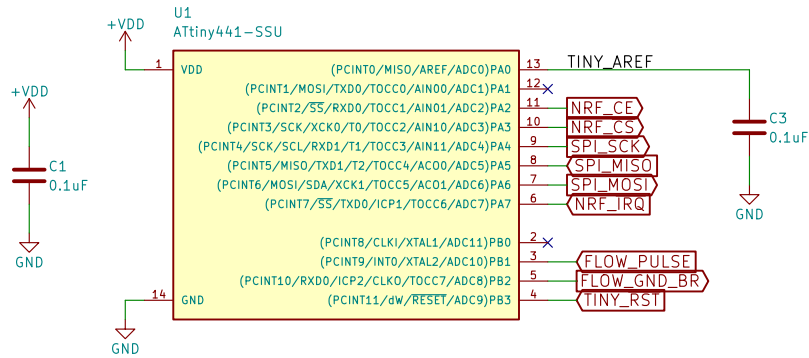 U1
ATtiny441-SSU
+VDD
1 VDD
(PCINT0/MISO/AREF/ADC0)PA0 13 TINY_AREF
(PCINT1/MOSI/TXD0/TOCC0/AIN00/ADC1)PA1 12
+VDD
(PCINT2/SS/RXD0/TOCC1/AIN01/ADC2)PA2 11 NRF_CE
(PCINT3/SCK/XCK0/T0/TOCC2/AIN10/ADC3)PA3 10 NRF_CS
C3
0.1uF
(PCINT4/SCK/SCL/RXD1/T1/TOCC3/AIN11/ADC4)PA4 9 SPI_SCK
C1
0.1uF
(PCINT5/MISO/TXD1/T2/TOCC4/ACO0/ADC5)PA5 8 SPI_MISO
(PCINT6/MOSI/SDA/XCK1/TOCC5/ACO1/ADC6)PA6 7 SPI_MOSI
(PCINT7/SS/TXD0/ICP1/TOCC6/ADC7)PA7 6 NRF_IRQ
GND
(PCINT8/CLKI/XTAL1/ADC11)PB0 2
GND
(PCINT9/INT0/XTAL2/ADC10)PB1 3 FLOW_PULSE
(PCINT10/RXD0/ICP2/CLKO/TOCC7/ADC8)PB2 5 FLOW_GND_BR
14 GND
(PCINT11/dW/RESET/ADC9)PB3 4 TINY_RST
GND